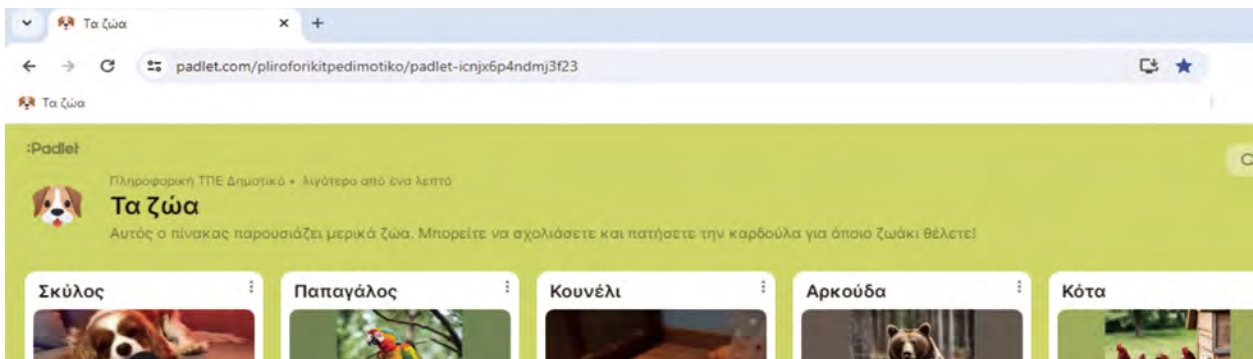 Τα ζώα
padlet.com/pliroforikitpedimotiko/padlet-icnjx6p4ndmj3f23
Τα ζώα
:Padlet
Πληροφορική ΤΠΕ Δημοτικό • λιγότερο από ένα λεπτό
Τα ζώα
Αυτός ο πίνακας παρουσιάζει μερικά ζώα. Μπορείτε να σχολιάσετε και πατήσετε την καρδούλα για όποιο ζωάκι θέλετε!
Σκύλος Παπαγάλος Κουνέλι Αρκούδα Κότα